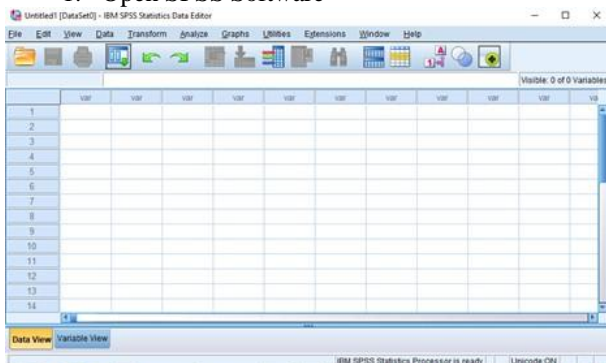 1. Open SPSS Software
Untitled1 [DataSet0] - IBM SPSS Statistics Data Editor
File Edit View Data Transform Analyze Graphs Utilities Extensions Window Help
Visible: 0 of 0 Variables
var var var var var var var var var va
1
2
3
4
5
6
7
8
9
10
11
12
13
14
Data View Variable View
IBM SPSS Statistics Processor is ready Unicode:ON